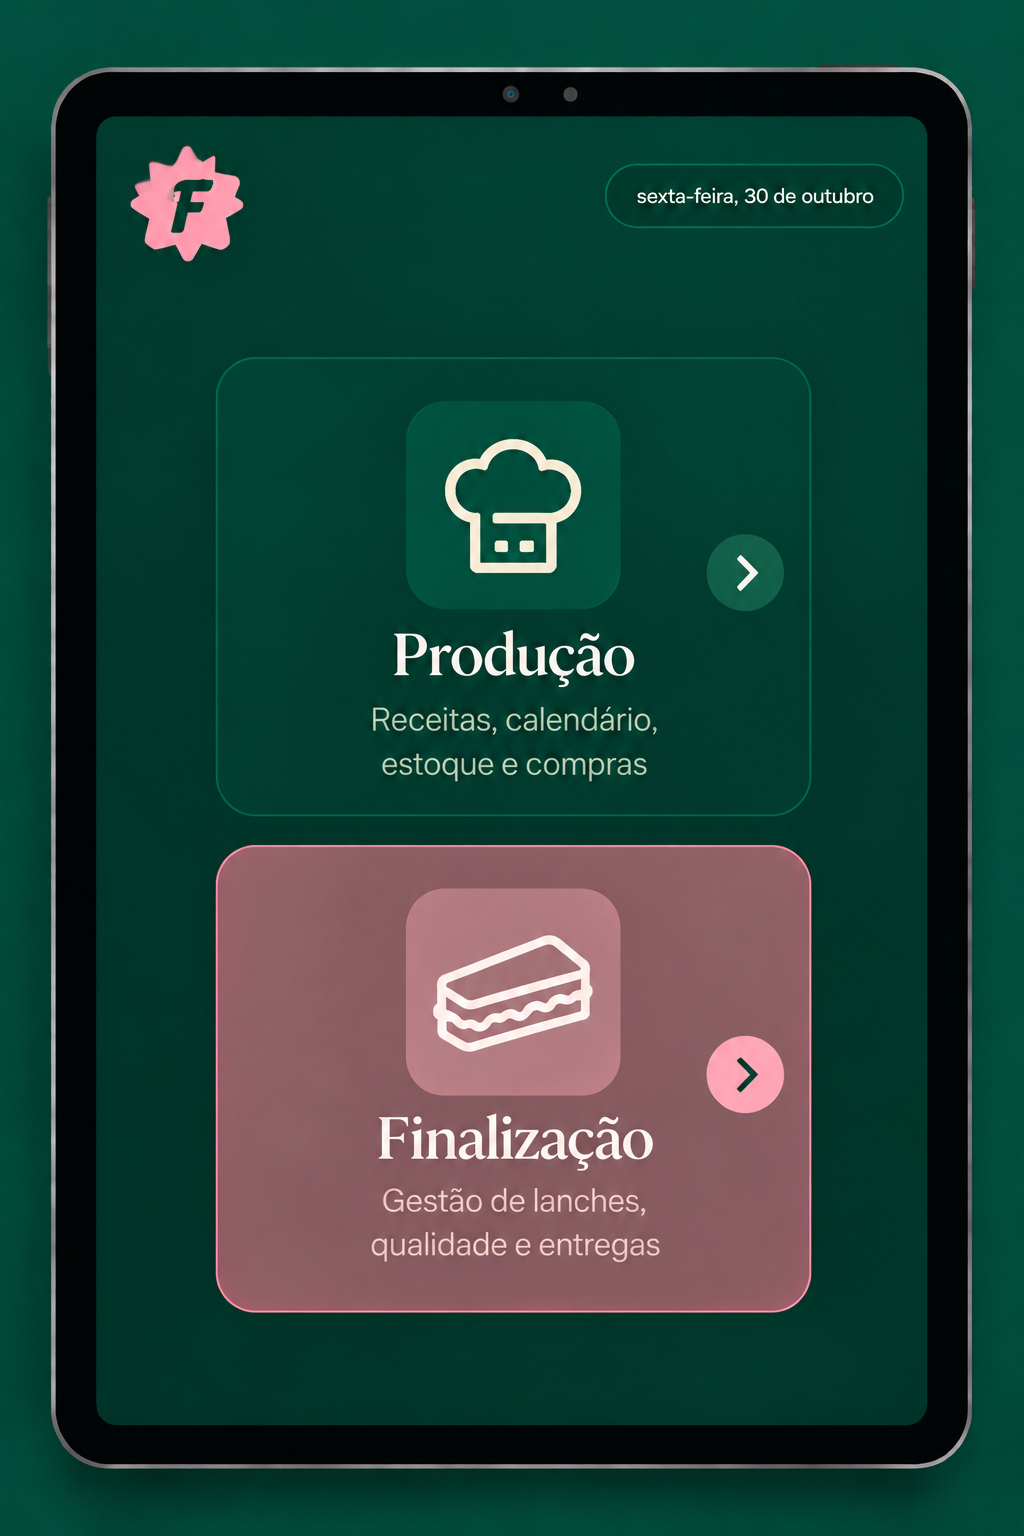 F
sexta-feira, 30 de outubro
Produção
Receitas, calendário,
estoque e compras
Finalização
Gestão de lanches,
qualidade e entregas